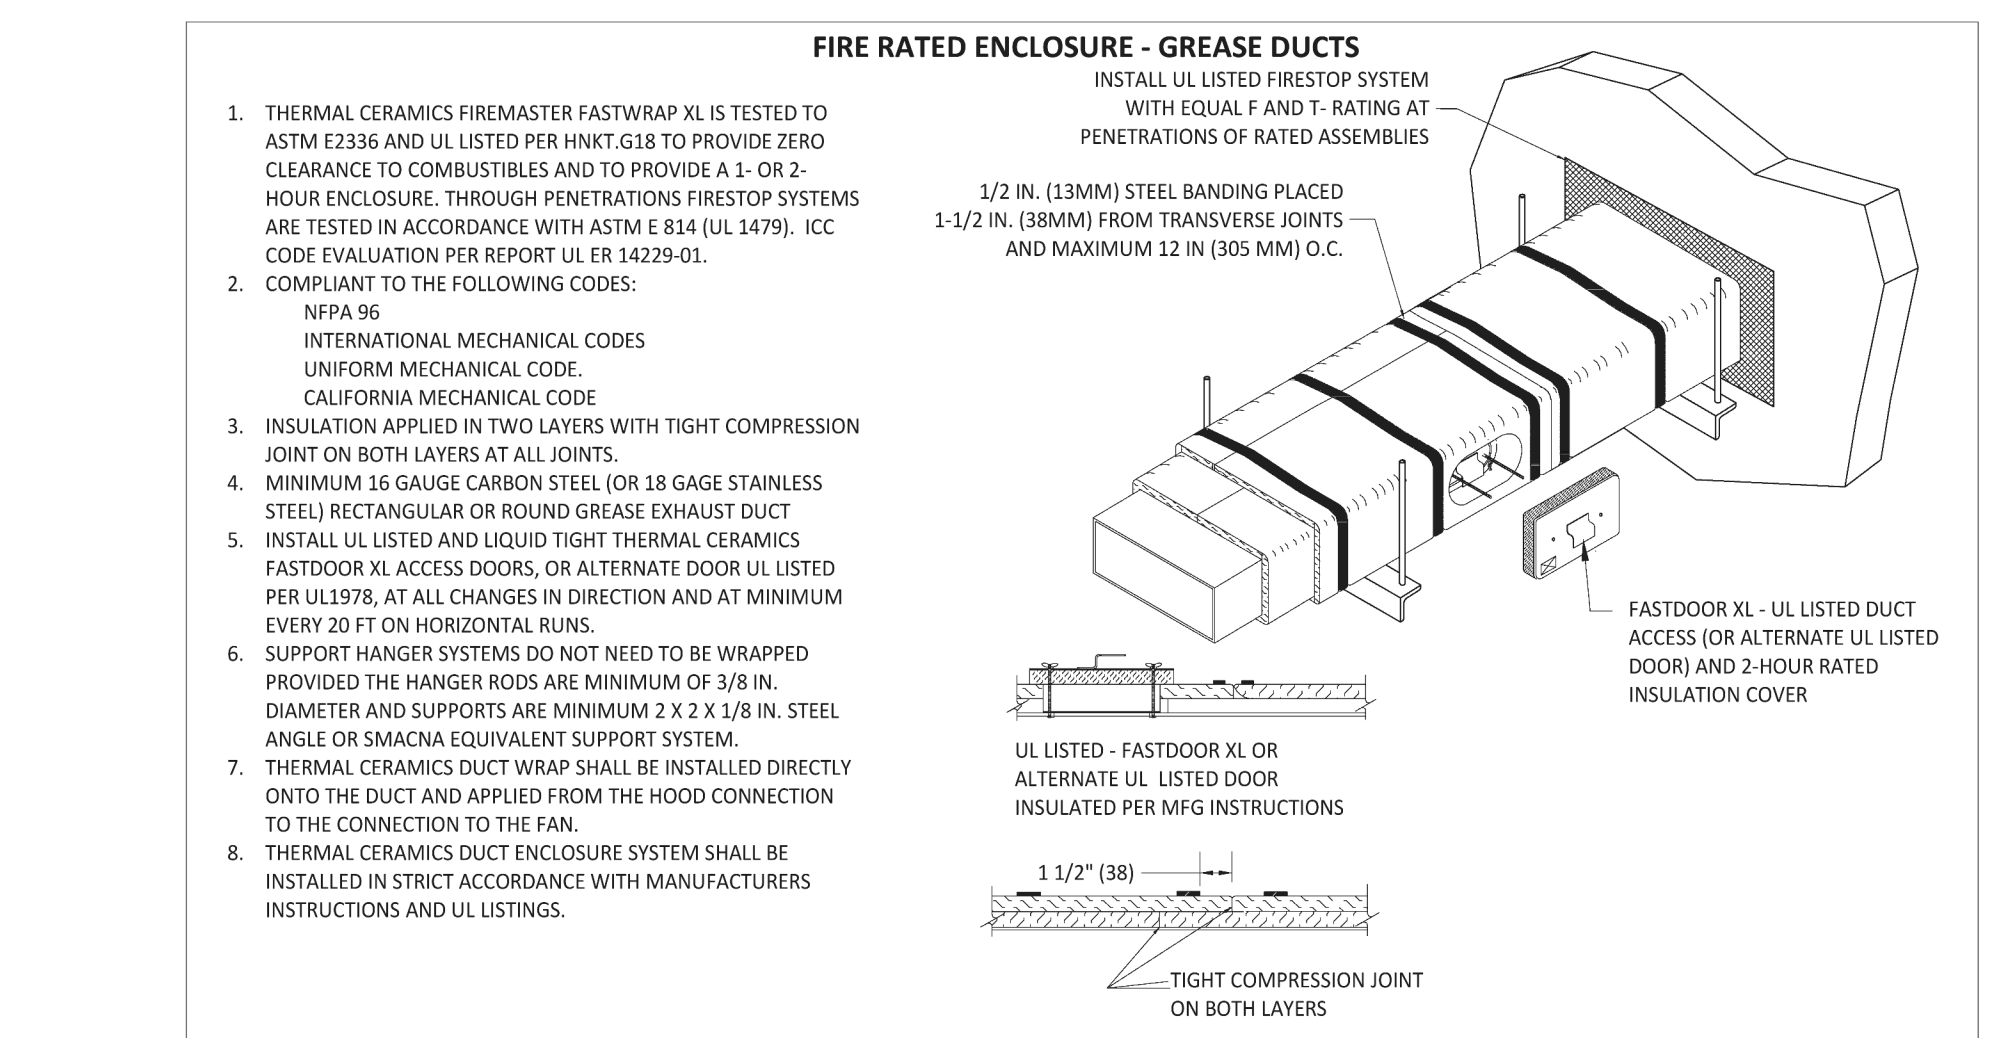 FIRE RATED ENCLOSURE - GREASE DUCTS
1. THERMAL CERAMICS FIREMASTER FASTWRAP XL IS TESTED TO
ASTM E2336 AND UL LISTED PER HNKT.G18 TO PROVIDE ZERO
CLEARANCE TO COMBUSTIBLES AND TO PROVIDE A 1- OR 2-
HOUR ENCLOSURE. THROUGH PENETRATIONS FIRESTOP SYSTEMS
ARE TESTED IN ACCORDANCE WITH ASTM E 814 (UL 1479).  ICC
CODE EVALUATION PER REPORT UL ER 14229-01.
2. COMPLIANT TO THE FOLLOWING CODES:
NFPA 96
INTERNATIONAL MECHANICAL CODES
UNIFORM MECHANICAL CODE.
CALIFORNIA MECHANICAL CODE
3. INSULATION APPLIED IN TWO LAYERS WITH TIGHT COMPRESSION
JOINT ON BOTH LAYERS AT ALL JOINTS.
4. MINIMUM 16 GAUGE CARBON STEEL (OR 18 GAGE STAINLESS
STEEL) RECTANGULAR OR ROUND GREASE EXHAUST DUCT
5. INSTALL UL LISTED AND LIQUID TIGHT THERMAL CERAMICS
FASTDOOR XL ACCESS DOORS, OR ALTERNATE DOOR UL LISTED
PER UL1978, AT ALL CHANGES IN DIRECTION AND AT MINIMUM
EVERY 20 FT ON HORIZONTAL RUNS.
6. SUPPORT HANGER SYSTEMS DO NOT NEED TO BE WRAPPED
PROVIDED THE HANGER RODS ARE MINIMUM OF 3/8 IN.
DIAMETER AND SUPPORTS ARE MINIMUM 2 X 2 X 1/8 IN. STEEL
ANGLE OR SMACNA EQUIVALENT SUPPORT SYSTEM.
7. THERMAL CERAMICS DUCT WRAP SHALL BE INSTALLED DIRECTLY
ONTO THE DUCT AND APPLIED FROM THE HOOD CONNECTION
TO THE CONNECTION TO THE FAN.
8. THERMAL CERAMICS DUCT ENCLOSURE SYSTEM SHALL BE
INSTALLED IN STRICT ACCORDANCE WITH MANUFACTURERS
INSTRUCTIONS AND UL LISTINGS.
INSTALL UL LISTED FIRESTOP SYSTEM
WITH EQUAL F AND T- RATING AT
PENETRATIONS OF RATED ASSEMBLIES
1/2 IN. (13MM) STEEL BANDING PLACED
1-1/2 IN. (38MM) FROM TRANSVERSE JOINTS
AND MAXIMUM 12 IN (305 MM) O.C.
FASTDOOR XL - UL LISTED DUCT
ACCESS (OR ALTERNATE UL LISTED
DOOR) AND 2-HOUR RATED
INSULATION COVER
UL LISTED - FASTDOOR XL OR
ALTERNATE UL  LISTED DOOR
INSULATED PER MFG INSTRUCTIONS
1 1/2" (38)
TIGHT COMPRESSION JOINT
ON BOTH LAYERS